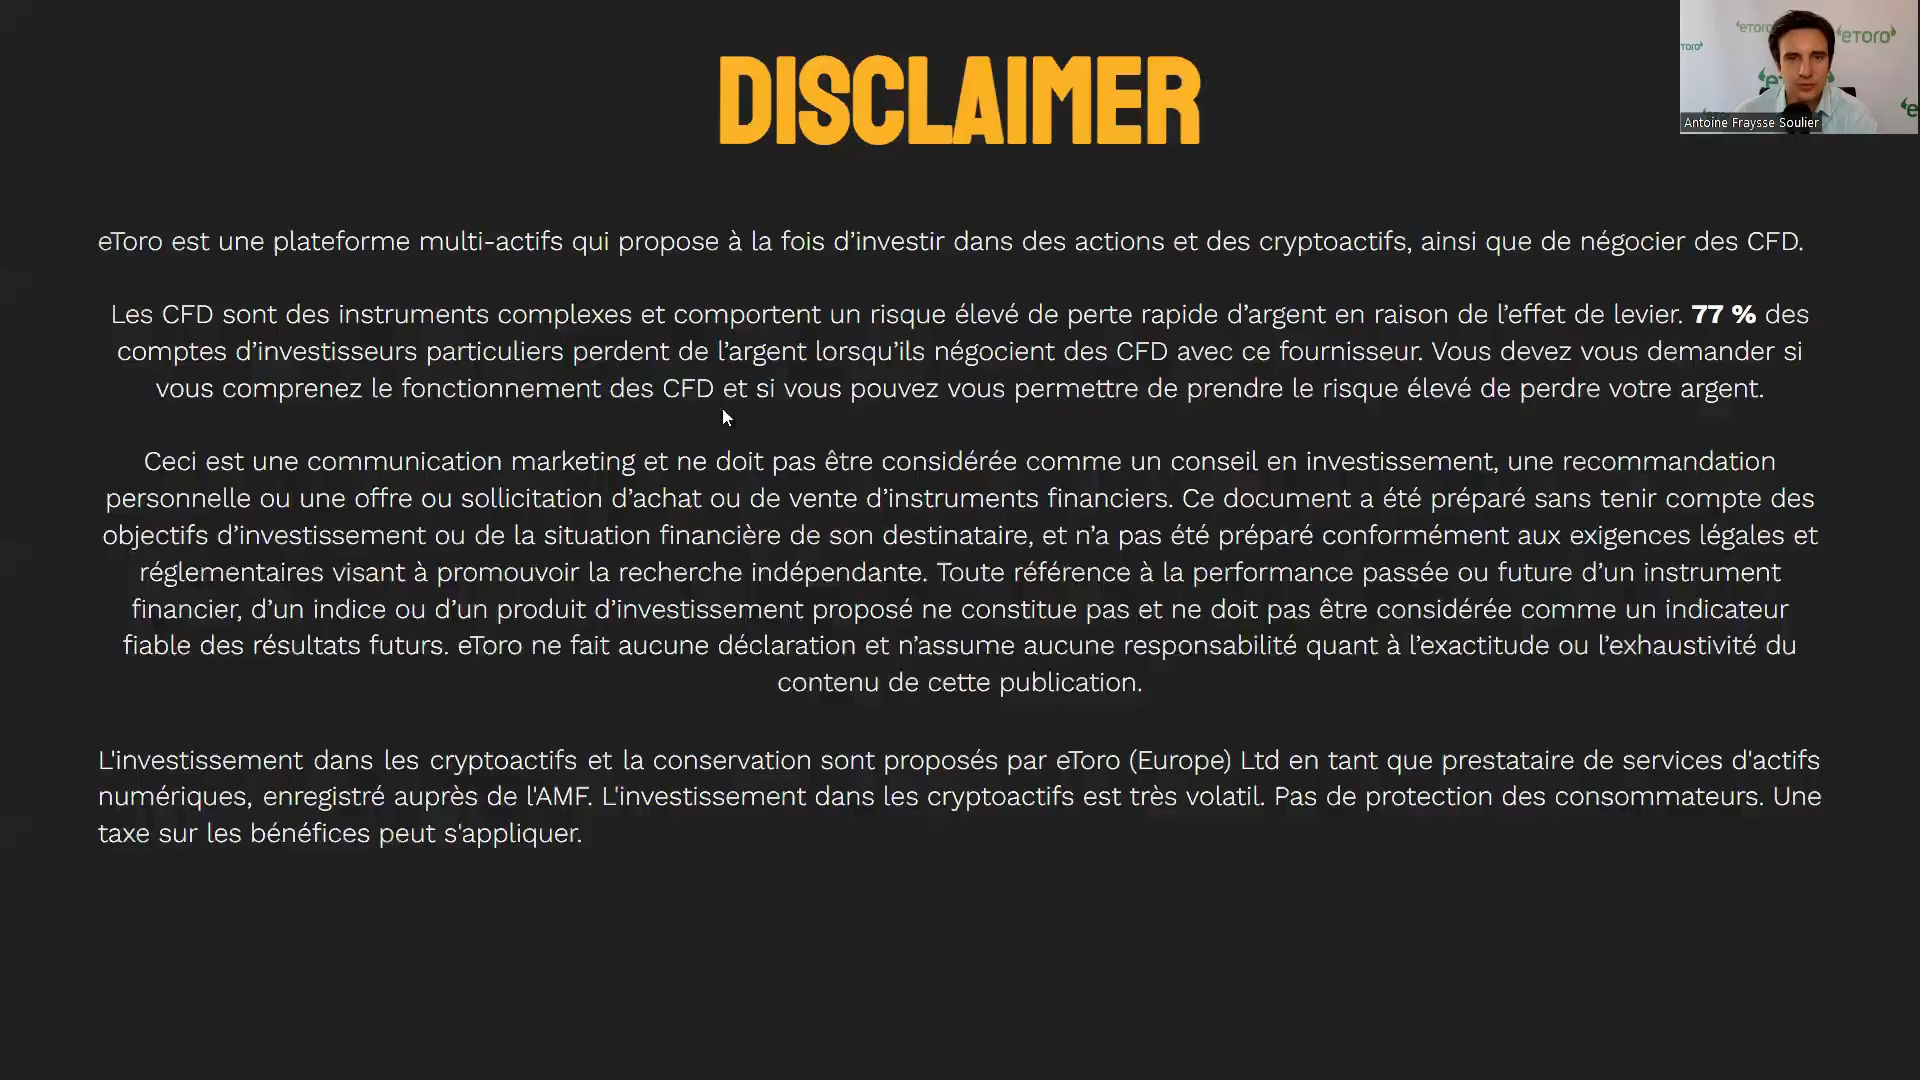 DISCLAIMER
eTORO
eTORO
TORO
Antoine Fraysse Soulier
eToro est une plateforme multi-actifs qui propose à la fois d’investir dans des actions et des cryptoactifs, ainsi que de négocier des CFD.
Les CFD sont des instruments complexes et comportent un risque élevé de perte rapide d’argent en raison de l’effet de levier. 77 % des
comptes d’investisseurs particuliers perdent de l’argent lorsqu’ils négocient des CFD avec ce fournisseur. Vous devez vous demander si
vous comprenez le fonctionnement des CFD et si vous pouvez vous permettre de prendre le risque élevé de perdre votre argent.
Ceci est une communication marketing et ne doit pas être considérée comme un conseil en investissement, une recommandation
personnelle ou une offre ou sollicitation d’achat ou de vente d’instruments financiers. Ce document a été préparé sans tenir compte des
objectifs d’investissement ou de la situation financière de son destinataire, et n’a pas été préparé conformément aux exigences légales et
réglementaires visant à promouvoir la recherche indépendante. Toute référence à la performance passée ou future d’un instrument
financier, d’un indice ou d’un produit d’investissement proposé ne constitue pas et ne doit pas être considérée comme un indicateur
fiable des résultats futurs. eToro ne fait aucune déclaration et n’assume aucune responsabilité quant à l’exactitude ou l’exhaustivité du
contenu de cette publication.
L'investissement dans les cryptoactifs et la conservation sont proposés par eToro (Europe) Ltd en tant que prestataire de services d'actifs
numériques, enregistré auprès de l'AMF. L'investissement dans les cryptoactifs est très volatil. Pas de protection des consommateurs. Une
taxe sur les bénéfices peut s'appliquer.